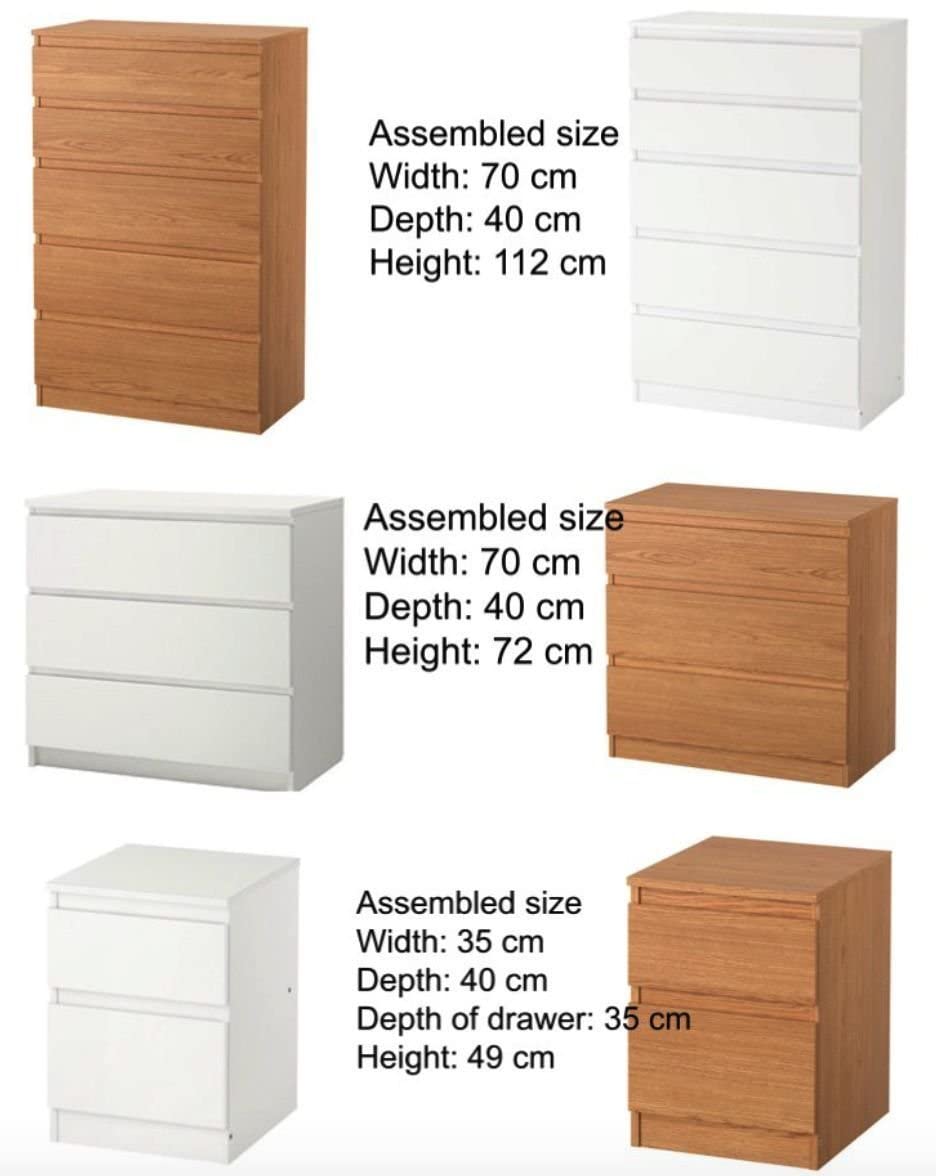 Assembled size
Width: 70 cm
Depth: 40 cm
Height: 112 cm
Assembled size
Width: 70 cm
Depth: 40 cm
Height: 72 cm
Assembled size
Width: 35 cm
Depth: 40 cm
Depth of drawer: 35 cm
Height: 49 cm